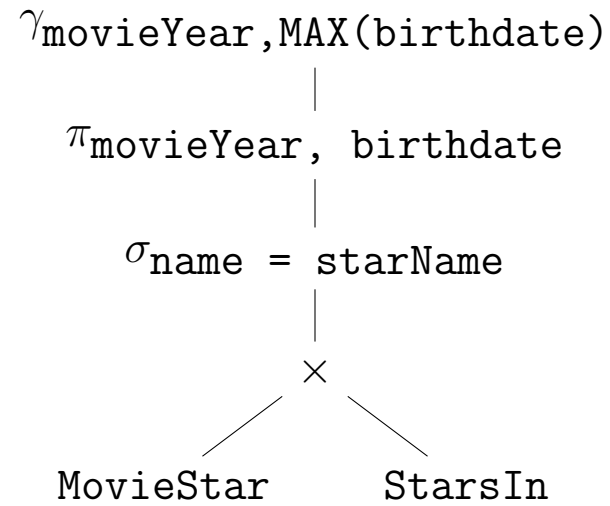 γmovieYear,MAX(birthdate)
πmovieYear, birthdate
σname = starName
×
MovieStar StarsIn